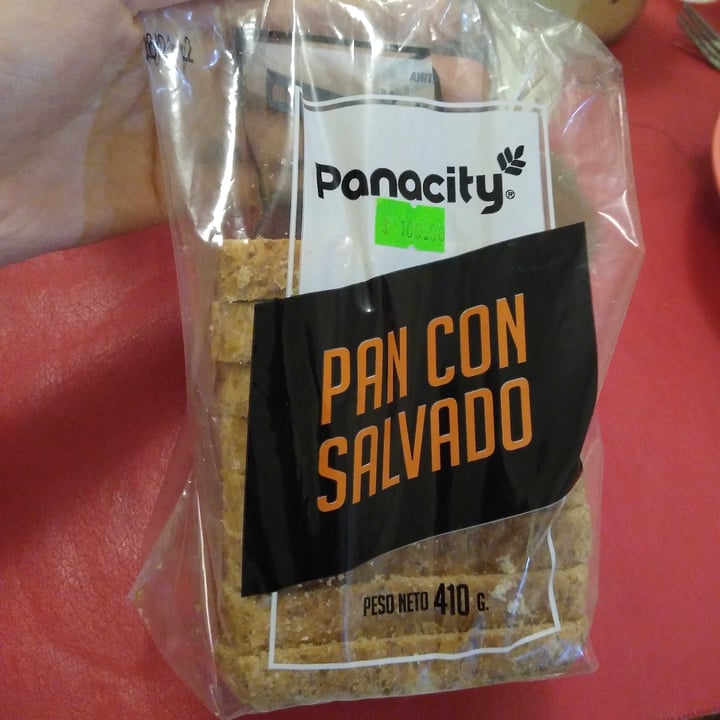 Panacity®
PAN CON
SALVADO
PESO NETO 410 G.